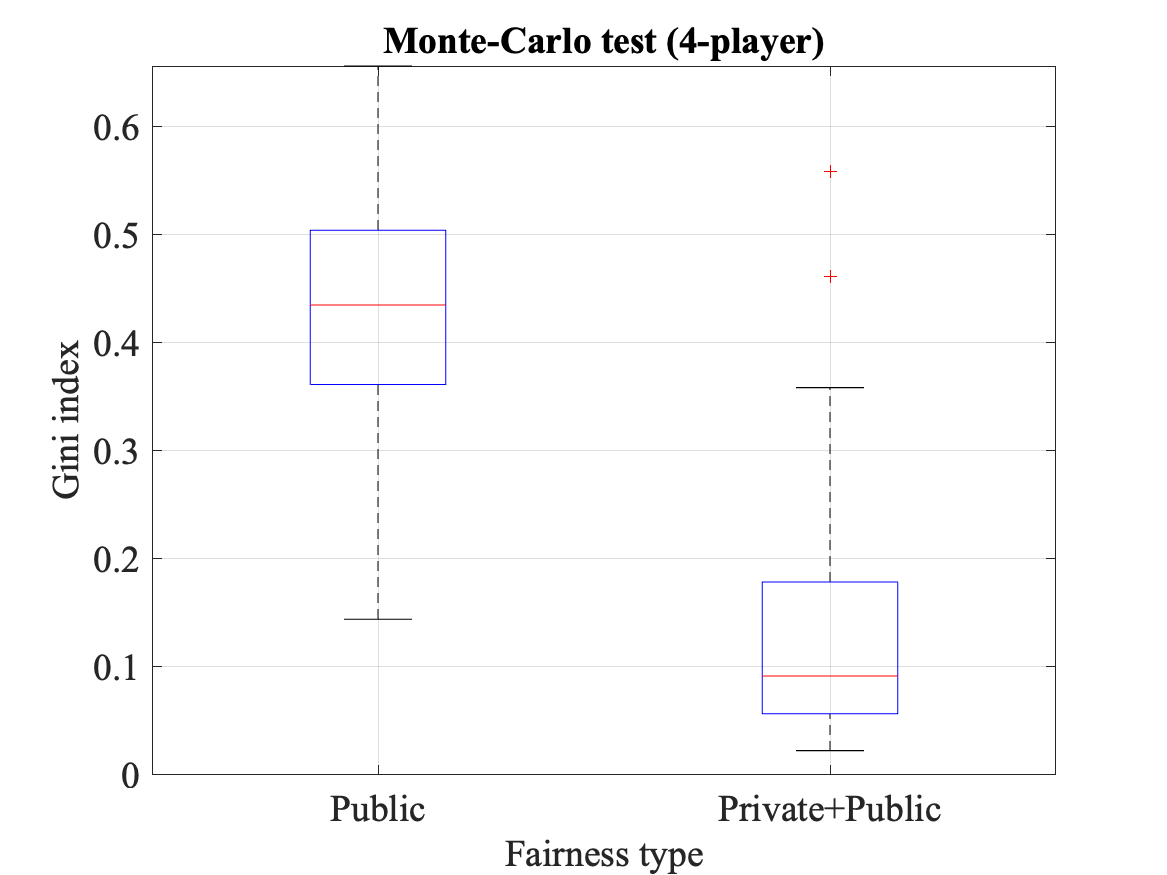 Monte-Carlo test (4-player)
0.6
0.5
0.4
0.3
0.2
0.1
0
Gini index
Public
Private+Public
Fairness type